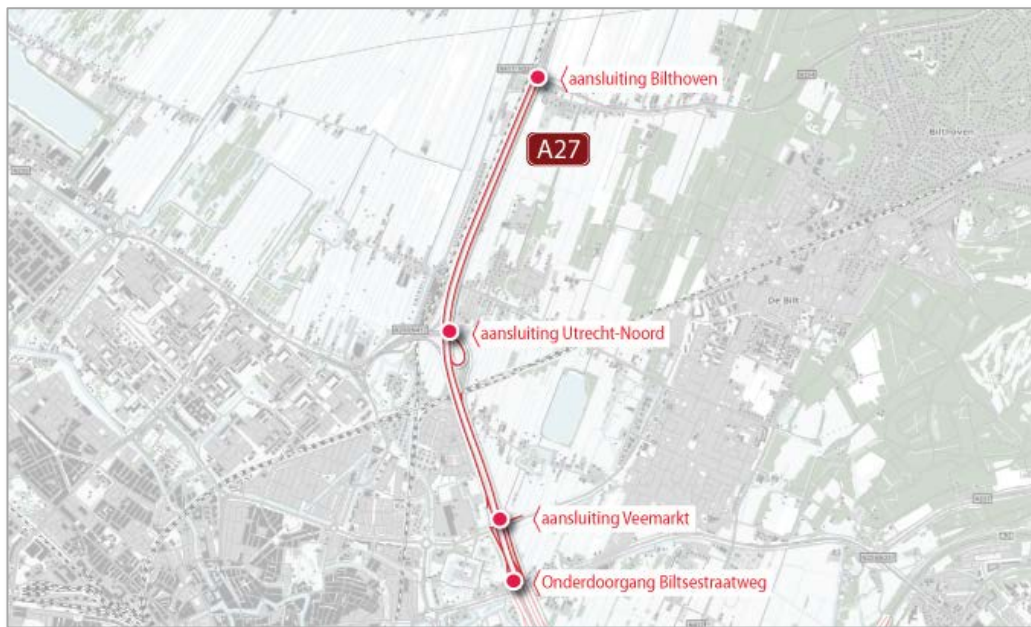 aansluiting Bilthoven
A27
Bilthoven
aansluiting Utrecht-Noord
De Bilt
aansluiting Veemarkt
Onderdoorgang Biltsestraatweg